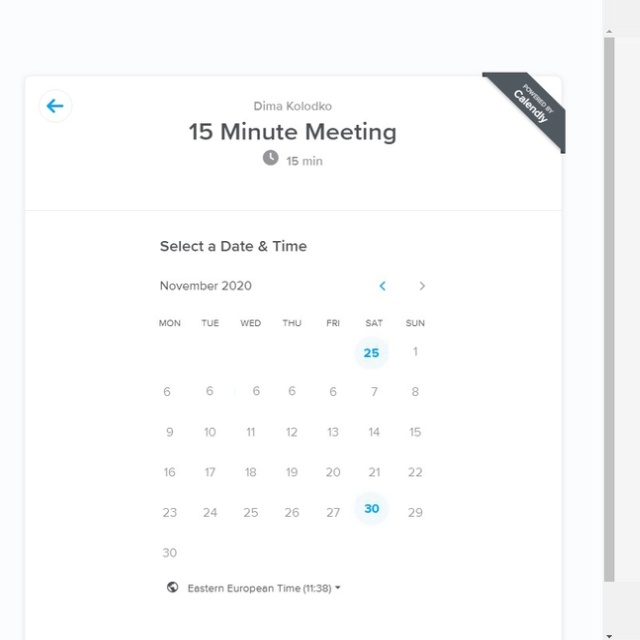 POWERED BY
Calendly
Dima Kolodko
15 Minute Meeting
15 min
Select a Date & Time
November 2020
MON TUE WED THU FRI SAT SUN
25 1
6 6 6 6 6 7 8
9 10 11 12 13 14 15
16 17 18 19 20 21 22
23 24 25 26 27 30 29
30
Eastern European Time (11:38)